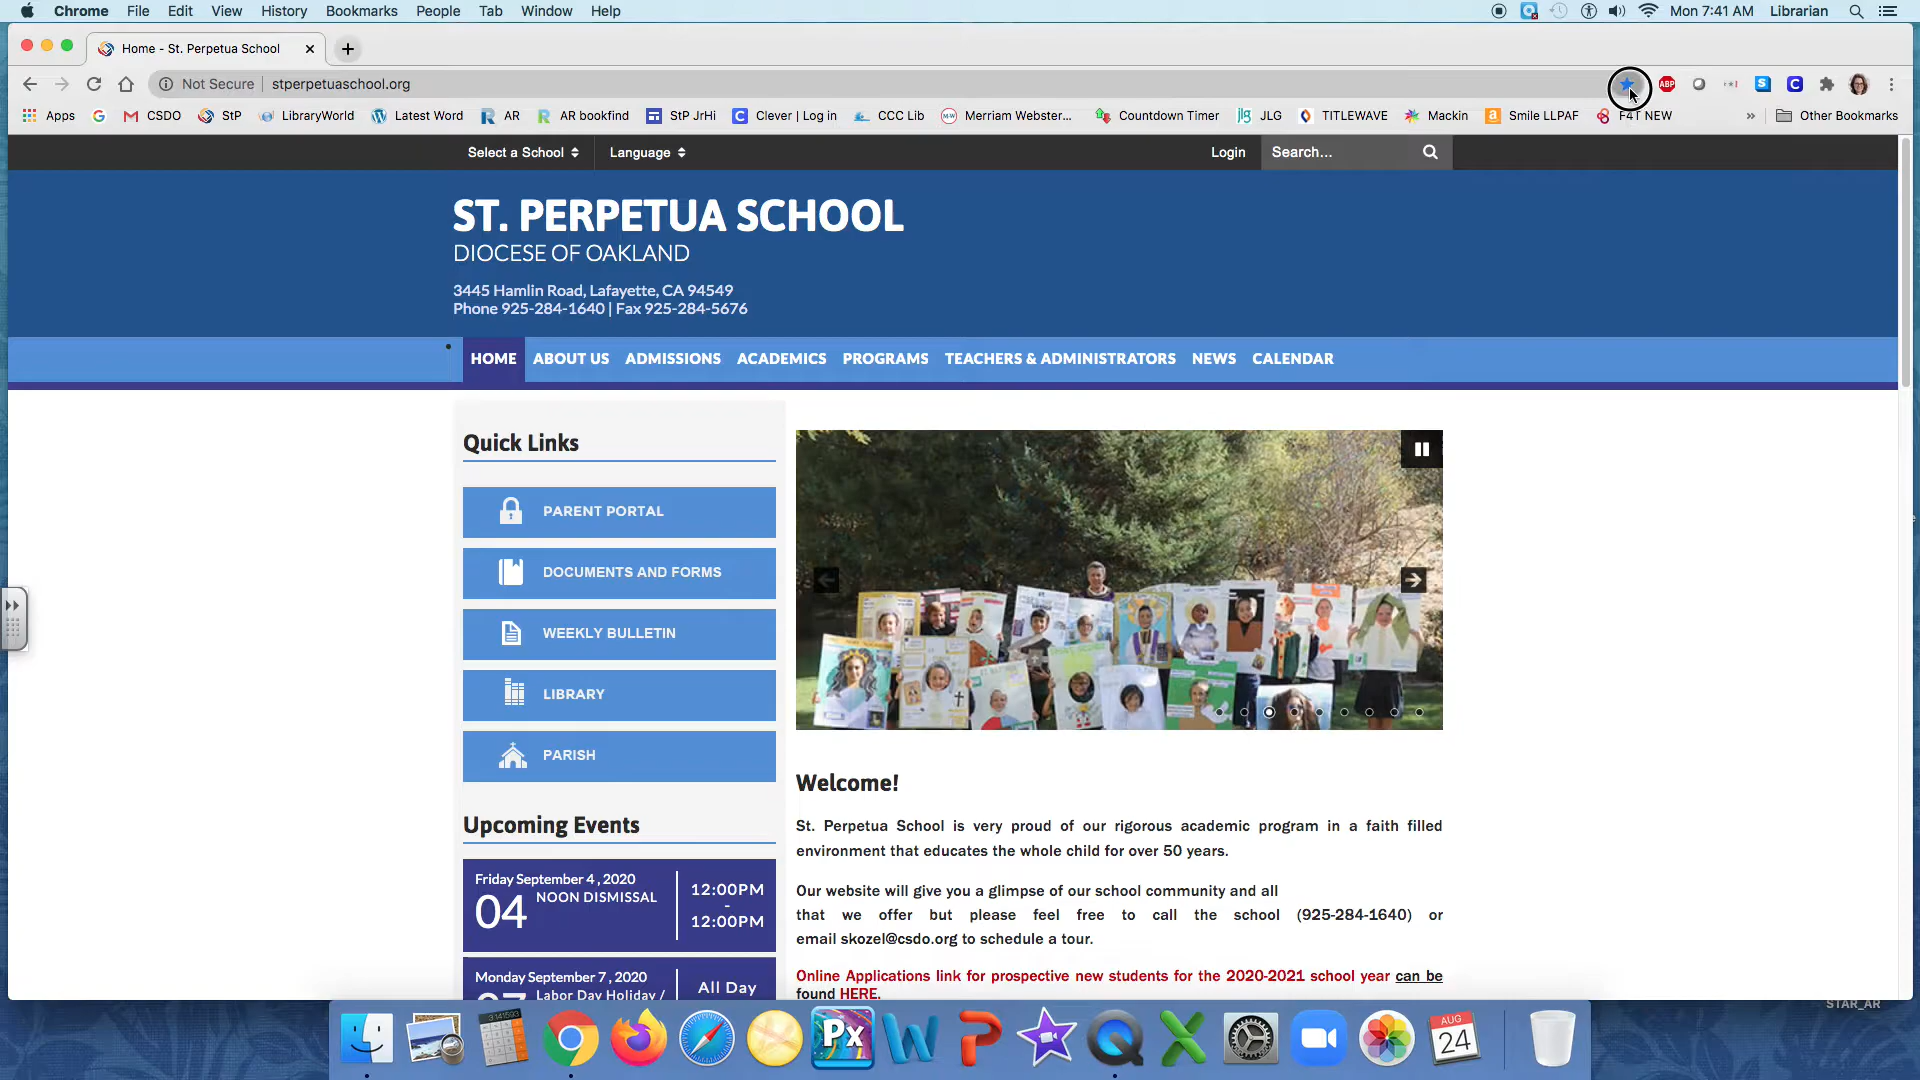 Chrome File Edit View History Bookmarks People Tab Window Help
Mon 7:41 AM Librarian
Home - St. Perpetua School
Not Secure stperpetuaschool.org
ABP
Apps CSDO StP LibraryWorld Latest Word AR AR bookfind StP JrHi Clever | Log in CCC Lib Merriam Webster... Countdown Timer JLG TITLEWAVE Mackin Smile LLPAF F4T NEW » Other Bookmarks
Select a School Language Login Search...
ST. PERPETUA SCHOOL
DIOCESE OF OAKLAND
3445 Hamlin Road, Lafayette, CA 94549
Phone 925-284-1640 | Fax 925-284-5676
HOME ABOUT US ADMISSIONS ACADEMICS PROGRAMS TEACHERS & ADMINISTRATORS NEWS CALENDAR
Quick Links
PARENT PORTAL
DOCUMENTS AND FORMS
WEEKLY BULLETIN
LIBRARY
PARISH
Upcoming Events
Friday September 4 , 2020
04 NOON DISMISSAL
12:00PM
-
12:00PM
Monday September 7 , 2020
07 Labor Day Holiday /
All Day
Welcome!
St. Perpetua School is very proud of our rigorous academic program in a faith filled
environment that educates the whole child for over 50 years.
Our website will give you a glimpse of our school community and all
that we offer but please feel free to call the school (925-284-1640) or
email skozel@csdo.org to schedule a tour.
Online Applications link for prospective new students for the 2020-2021 school year can be
found HERE.
STAR_AR
3.141593
Px
AUG
24